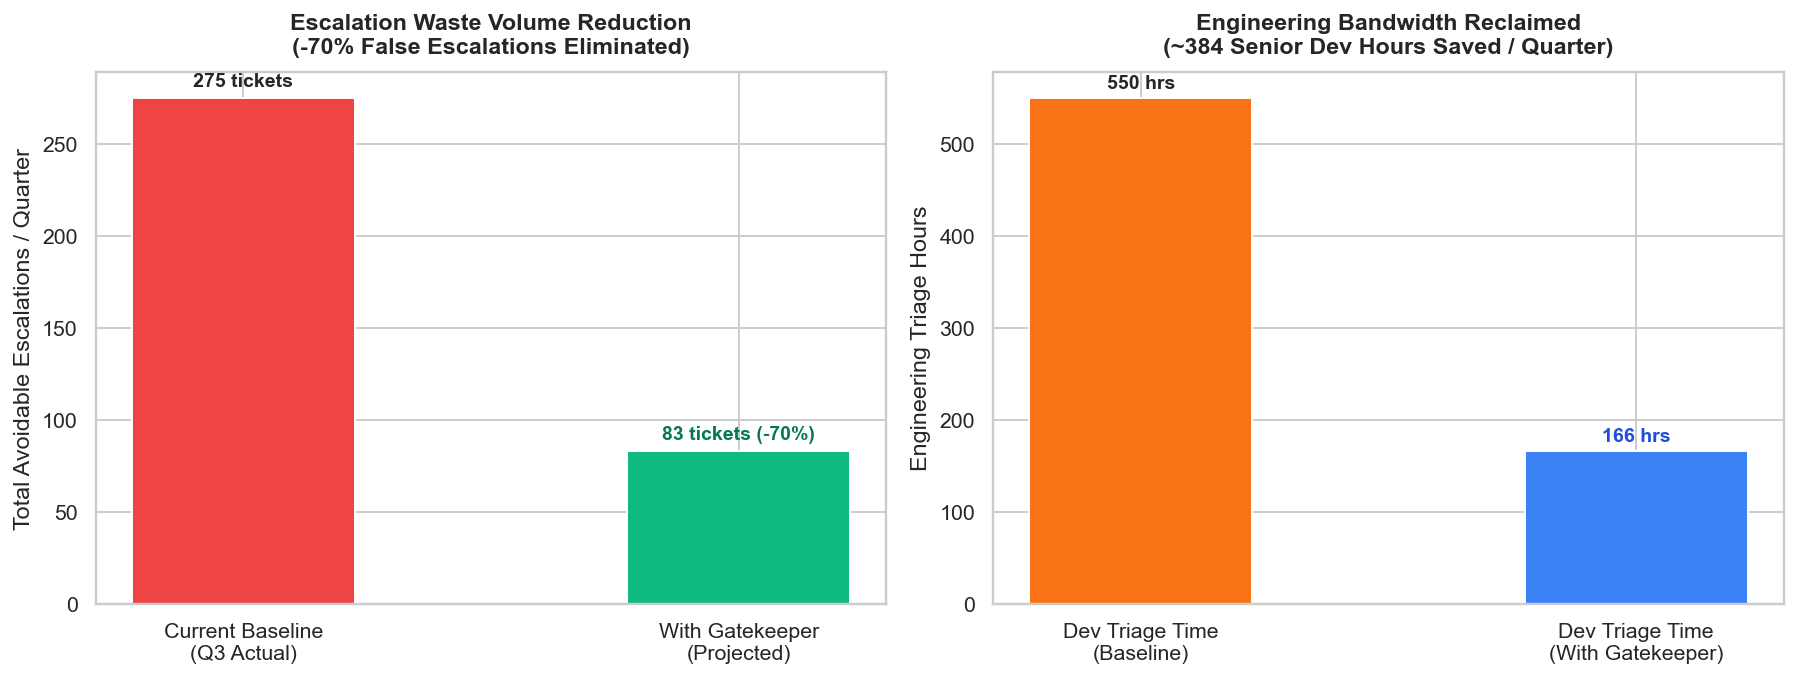 Escalation Waste Volume Reduction
(-70% False Escalations Eliminated)
Total Avoidable Escalations / Quarter
250
200
150
100
50
0
275 tickets
83 tickets (-70%)
Current Baseline
(Q3 Actual)
With Gatekeeper
(Projected)
Engineering Bandwidth Reclaimed
(~384 Senior Dev Hours Saved / Quarter)
Engineering Triage Hours
500
400
300
200
100
0
550 hrs
166 hrs
Dev Triage Time
(Baseline)
Dev Triage Time
(With Gatekeeper)